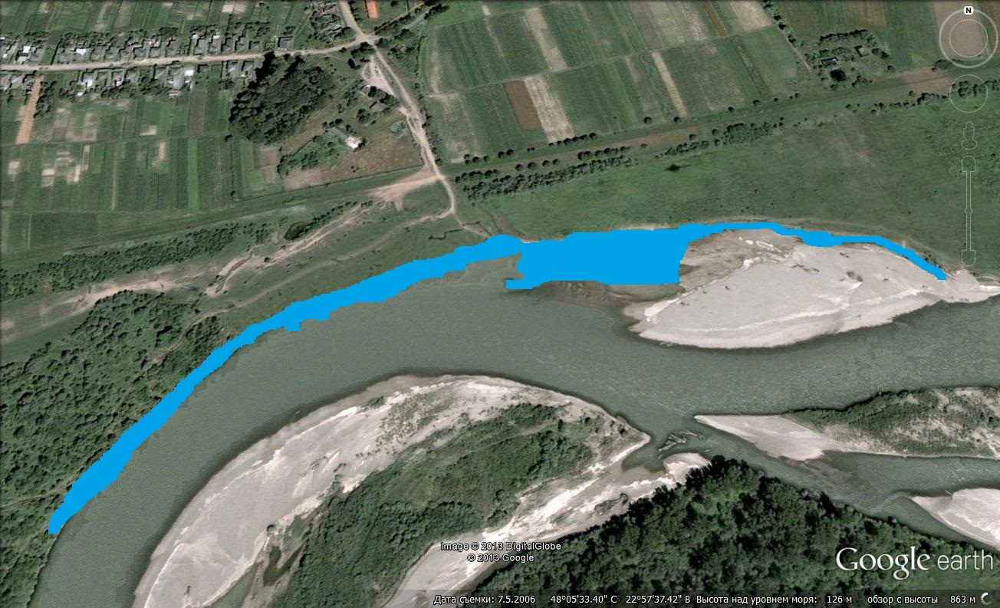 N
Image © 2013 DigitalGlobe
© 2013 Google
Google earth
Дата съемки: 7.5.2006 48°05'33.40" С 22°57'37.42" В Высота над уровнем моря: 126 м обзор с высоты 863 м